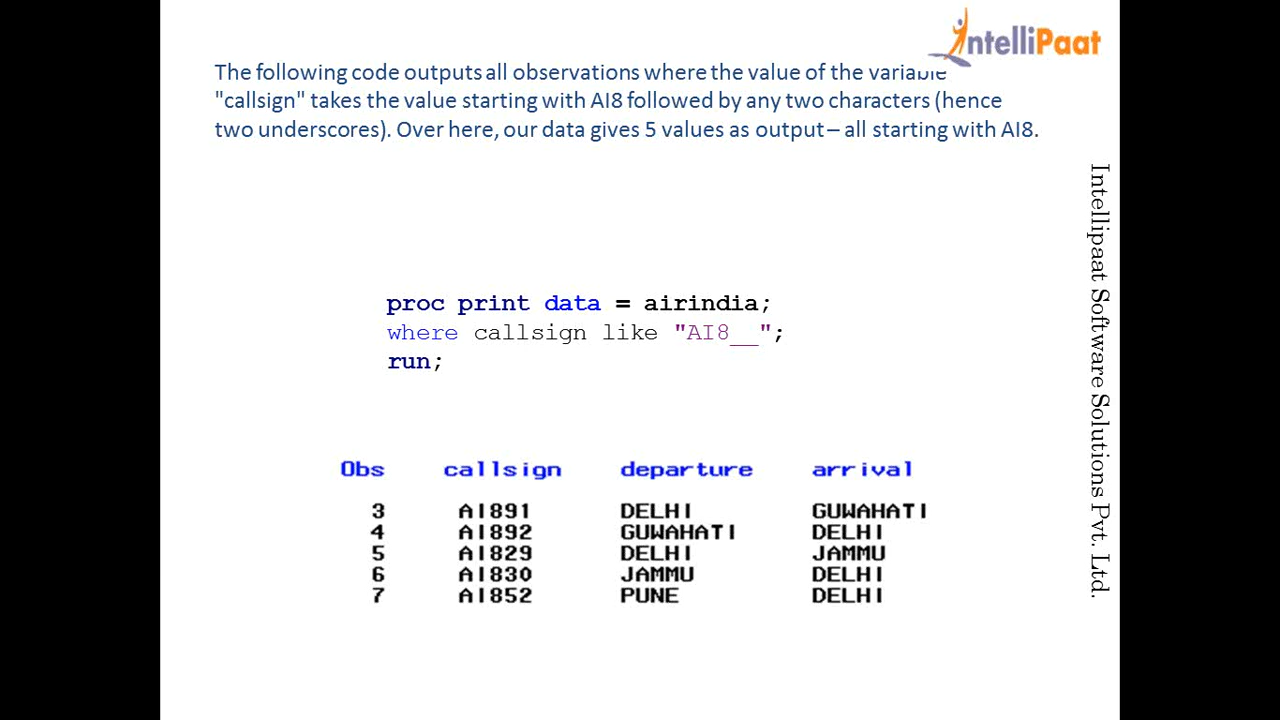 IntelliPaat
The following code outputs all observations where the value of the variable
"callsign" takes the value starting with AI8 followed by any two characters (hence
two underscores). Over here, our data gives 5 values as output – all starting with AI8.
proc print data = airindia;
where callsign like "AI8__";
run;
Obs callsign departure arrival
3 AI891 DELHI GUWAHATI
4 AI892 GUWAHATI DELHI
5 AI829 DELHI JAMMU
6 AI830 JAMMU DELHI
7 AI852 PUNE DELHI
Intellipaat Software Solutions Pvt. Ltd.